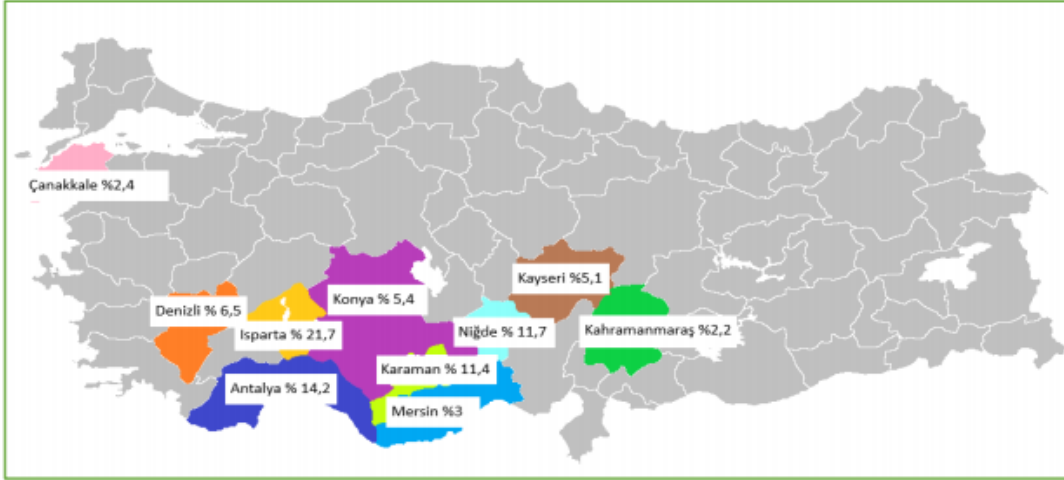 Çanakkale %2,4
Kayseri %5,1
Konya % 5,4
Denizli % 6,5
Isparta % 21,7
Niğde % 11,7
Kahramanmaraş %2,2
Karaman % 11,4
Antalya % 14,2
Mersin %3